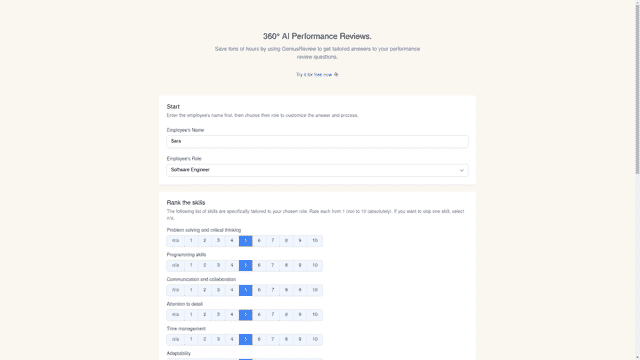 360° AI Performance Reviews.
Save tons of hours by using GeniusReview to get tailored answers to your performance
review questions.
Try it for free now
Start
Enter the employee's name first, then choose their role to customize the answer and process.
Employee's Name
Sara
Employee's Role
Software Engineer
Rank the skills
The following list of skills are specifically tailored to your chosen role. Rate each from 1 (no) to 10 (absolutely). If you want to skip one skill, select
n/a.
Problem solving and critical thinking
n/a 1 2 3 4 5 6 7 8 9 10
Programming skills
n/a 1 2 3 4 5 6 7 8 9 10
Communication and collaboration
n/a 1 2 3 4 5 6 7 8 9 10
Attention to detail
n/a 1 2 3 4 5 6 7 8 9 10
Time management
n/a 1 2 3 4 5 6 7 8 9 10
Adaptability